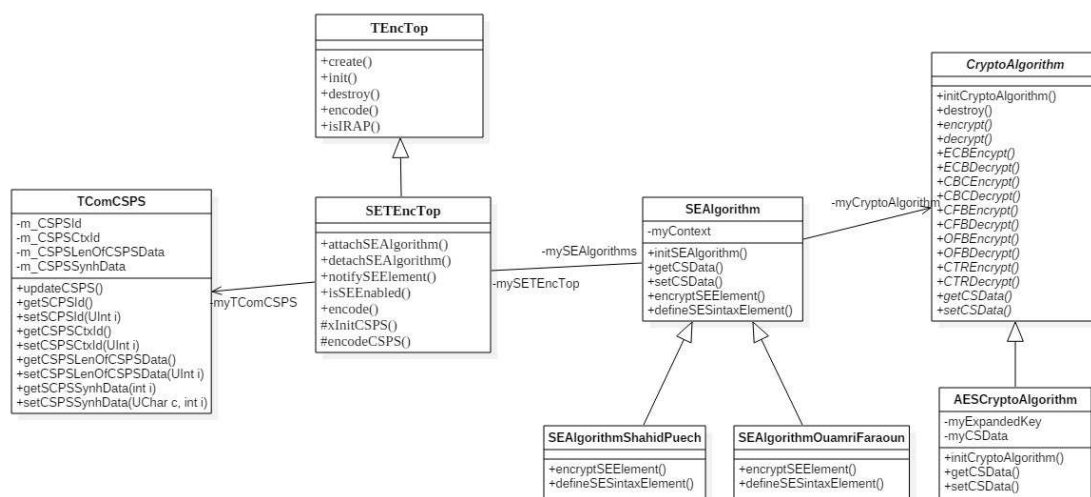 TEncTop
+create()
+init()
+destroy()
+encode()
+isIRAP()
CryptoAlgorithm
+initCryptoAlgorithm()
+destroy()
+encrypt()
+decrypt()
+ECBEncypt()
+ECBDecrypt()
+CBCEncypt()
+CBCDecrypt()
+CFBEncrypt()
+CFBDecrypt()
+OFBEncrypt()
+OFBDecrypt()
+CTREncrypt()
+CTRDecrypt()
+getCSData()
+setCSData()
TComCSPS
-m_CSPSId
-m_CSPSCtxId
-m_CSPSLenOfCSPSData
-m_CSPSSynhData
+updateCSPS()
+getSCPSId()
+setSCPSId(UInt i)
+getCSPSCtxId()
+setCSPSCtxId(UInt i)
+getCSPSLenOfCSPSData()
+setCSPSLenOfCSPSData(UInt i)
+getSCPSSynhData(int i)
+setCSPSSynhData(UChar c, int i)
-myTComCSPS
SETEncTop
+attachSEAlgorithm()
+detachSEAlgorithm()
+notifySEElement()
+isSEEnabled()
+encode()
#xInitCSPS()
#encodeCSPS()
-mySEAlgorithms
-mySETEncTop
SEAlgorithm
-myContext
+initSEAlgorithm()
+getCSData()
+setCSData()
+encryptSEElement()
+defineSESintaxElement()
-myCryptoAlgorithm
SEAlgorithmShahidPuech
+encryptSEElement()
+defineSESintaxElement()
SEAlgorithmOuamriFaraoun
+encryptSEElement()
+defineSESintaxElement()
AESCryptoAlgorithm
-myExpandedKey
-myCSData
+initCryptoAlgorithm()
+getCSData()
+setCSData()